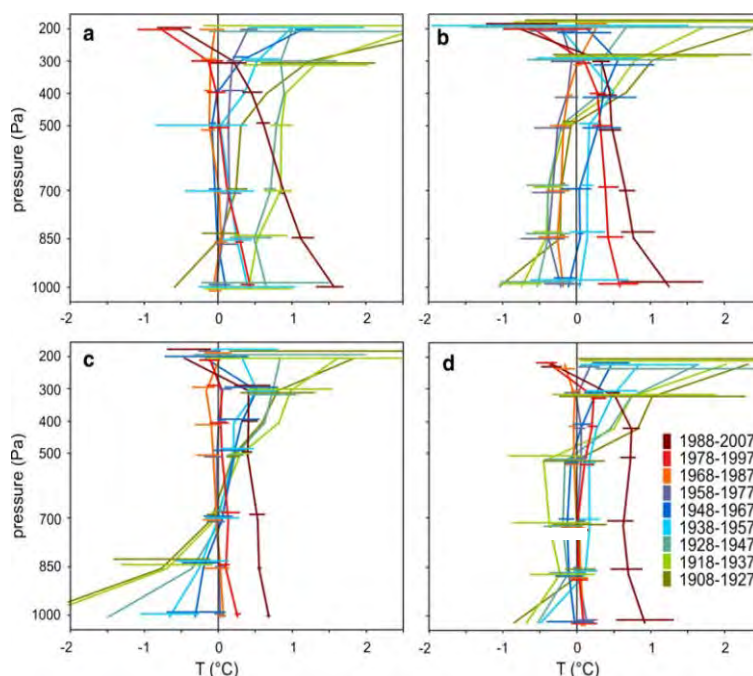 a
b
200
300
400
500
700
850
1000
pressure (Pa)
-2 -1 0 1 2
-2 -1 0 1 2
c
d
200
300
400
500
700
850
1000
pressure (Pa)
1988-2007
1978-1997
1968-1987
1958-1977
1948-1967
1938-1957
1928-1947
1918-1937
1908-1927
-2 -1 0 1 2
-2 -1 0 1 2
T (°C)
T (°C)